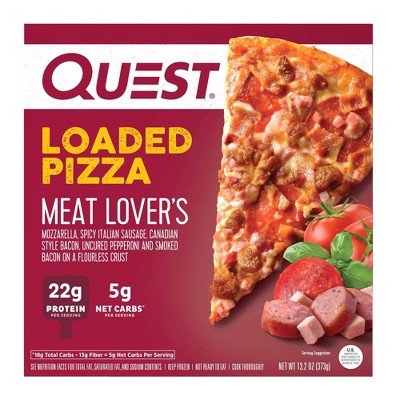 QUEST®
LOADED
PIZZA
MEAT LOVER'S
MOZZARELLA, SPICY ITALIAN SAUSAGE, CANADIAN
STYLE BACON, UNCURED PEPPERONI AND SMOKED
BACON ON A FLOURLESS CRUST
22g
PROTEIN
PER SERVING
5g
NET CARBS*
PER SERVING
*18g Total Carbs - 13g Fiber = 5g Net Carbs Per Serving
Serving Suggestion
SEE NUTRITION FACTS FOR TOTAL FAT, SATURATED FAT, AND SODIUM CONTENTS. | KEEP FROZEN | NOT READY TO EAT | COOK THOROUGHLY
NET WT 13.2 OZ (373g)
U.S.